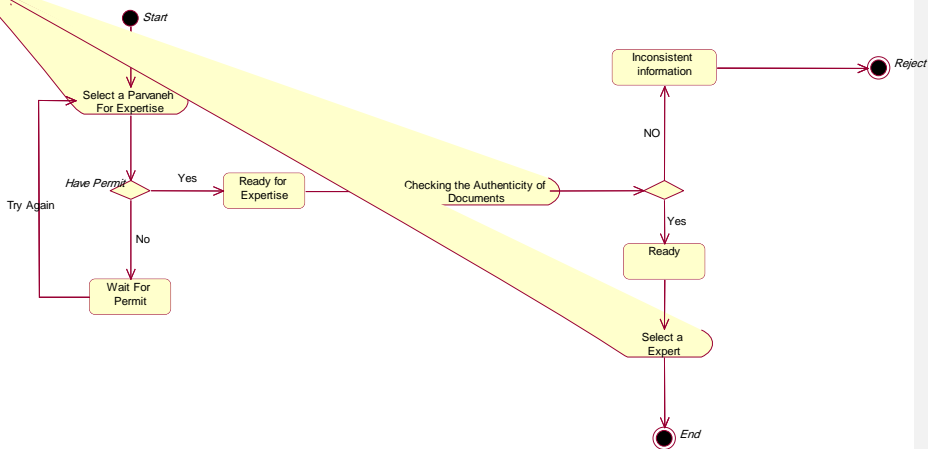 Start
Select a Parvaneh
For Expertise
Have Permit
Yes
Ready for
Expertise
Try Again
No
Wait For
Permit
Checking the Authenticity of
Documents
NO
Inconsistent
information
Reject
Yes
Ready
Select a
Expert
End